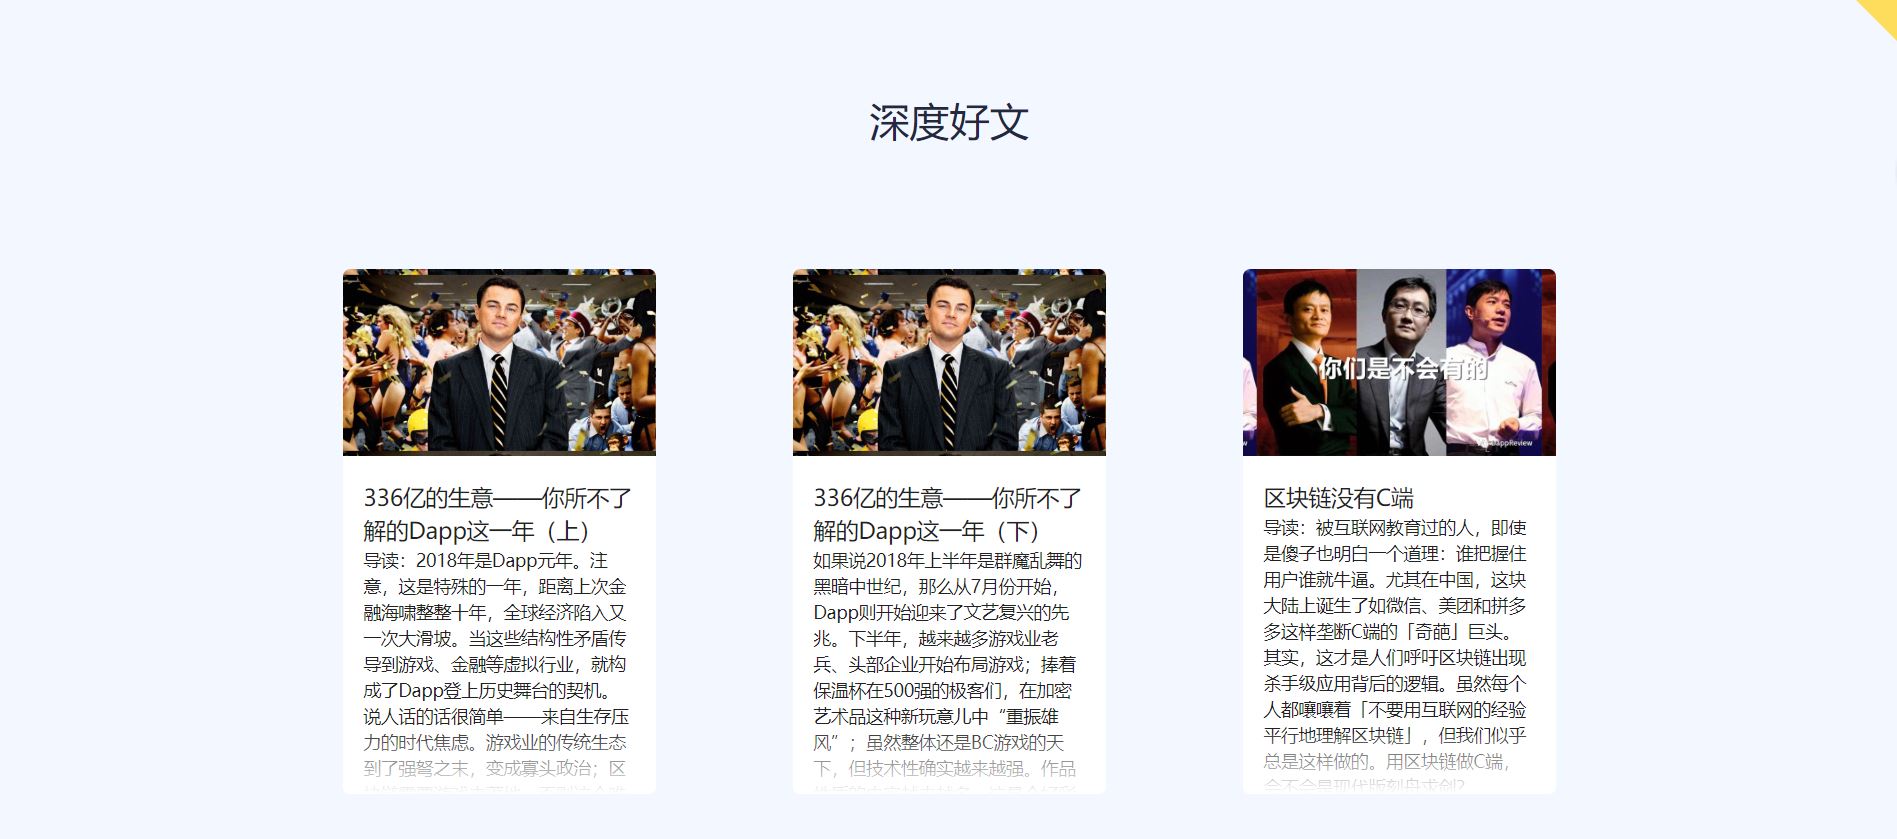 深度好文
336亿的生意——你所不了
解的Dapp这一年（上）
导读：2018年是Dapp元年。注
意，这是特殊的一年，距离上次金
融海啸整整十年，全球经济陷入又
一次大滑坡。当这些结构性矛盾传
导到游戏、金融等虚拟行业，就构
成了Dapp登上历史舞台的契机。
说人话的话很简单——来自生存压
力的时代焦虑。游戏业的传统生态
到了强弩之末，变成寡头政治；区
336亿的生意——你所不了
解的Dapp这一年（下）
如果说2018年上半年是群魔乱舞的
黑暗中世纪，那么从7月份开始，
Dapp则开始迎来了文艺复兴的先
兆。下半年，越来越多游戏业老
兵、头部企业开始布局游戏；捧着
保温杯在500强的极客们，在加密
艺术品这种新玩意儿中“重振雄
风”；虽然整体还是BC游戏的天
下，但技术性确实越来越强。作品
你们是不会有的
DappReview
区块链没有C端
导读：被互联网教育过的人，即使
是傻子也明白一个道理：谁把握住
用户谁就牛逼。尤其在中国，这块
大陆上诞生了如微信、美团和拼多
多这样垄断C端的「奇葩」巨头。
其实，这才是人们呼吁区块链出现
杀手级应用背后的逻辑。虽然每个
人都嚷嚷着「不要用互联网的经验
平行地理解区块链」，但我们似乎
总是这样做的。用区块链做C端，
会不会是现代版刻舟求剑？